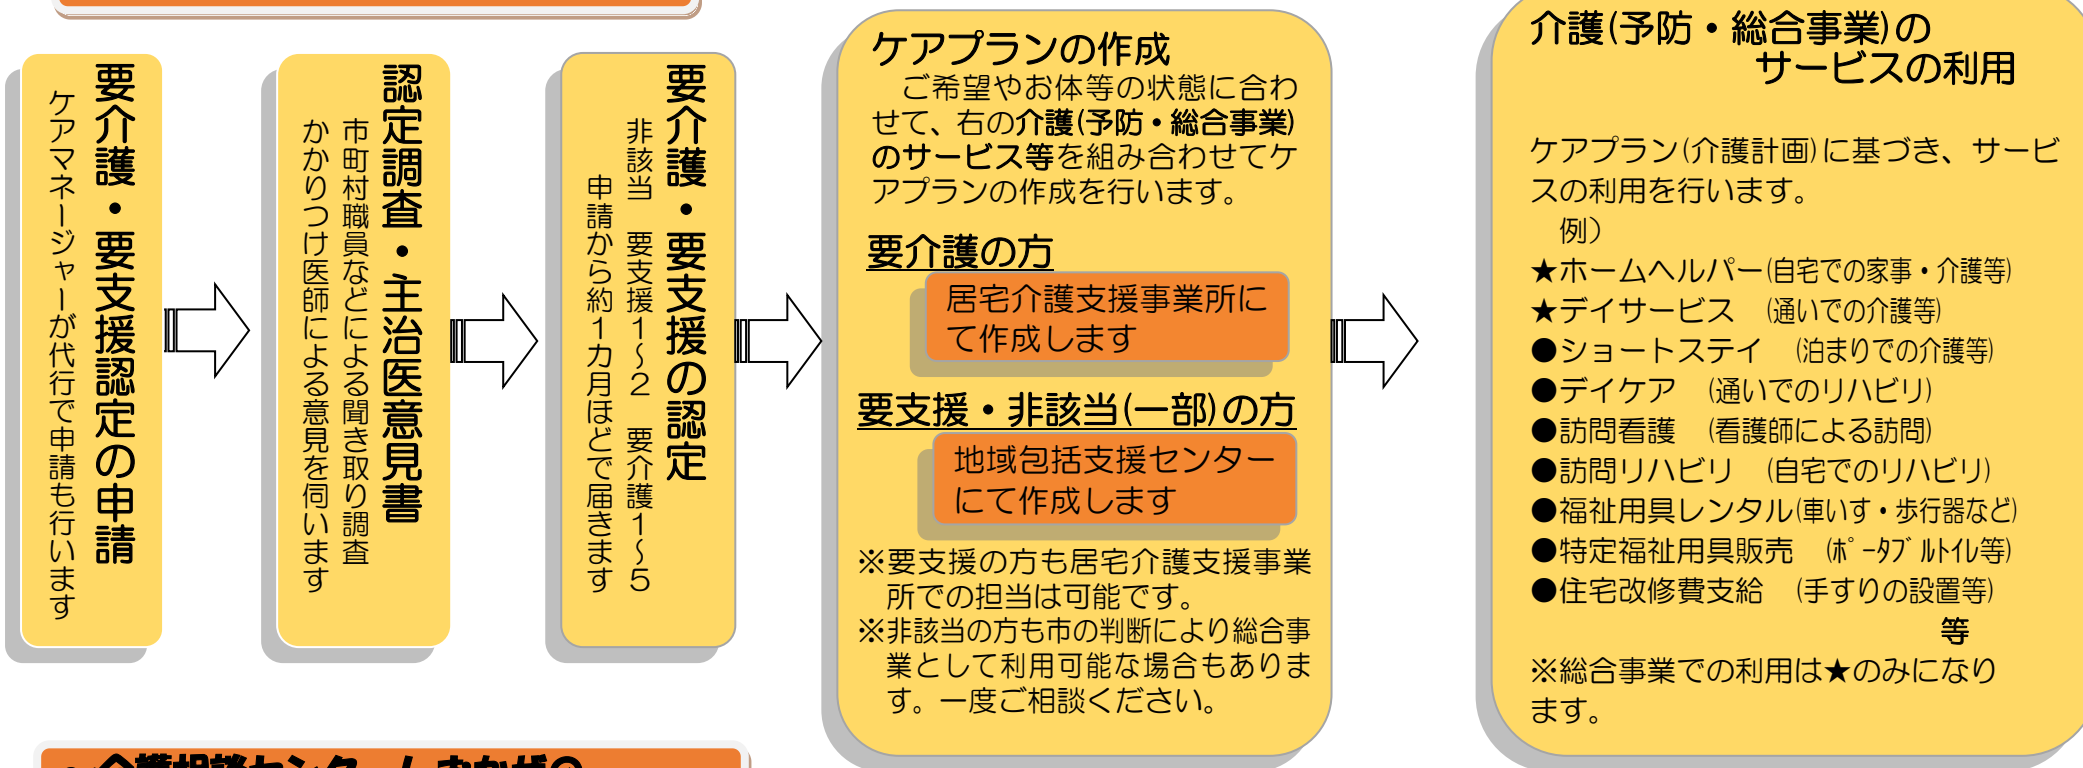 要介護・要支援認定の申請
ケアマネージャーが代行で申請も行います
認定調査・主治医意見書
市町村職員などによる聞き取り調査
かかりつけ医師による意見を伺います
要介護・要支援の認定
非該当　要支援１～２　要介護１～５
申請から約１カ月ほどで届きます
ケアプランの作成
ご希望やお体等の状態に合わ
せて、右の介護(予防・総合事業)
のサービス等を組み合わせてケ
アプランの作成を行います。
要介護の方
居宅介護支援事業所に
て作成します
要支援・非該当(一部)の方
地域包括支援センター
にて作成します
※要支援の方も居宅介護支援事業
所での担当は可能です。
※非該当の方も市の判断により総合事
業として利用可能な場合もありま
す。一度ご相談ください。
介護(予防・総合事業)の
サービスの利用
ケアプラン(介護計画)に基づき、サービ
スの利用を行います。
例）
★ホームヘルパー(自宅での家事・介護等)
★デイサービス　(通いでの介護等)
●ショートステイ　(泊まりでの介護等)
●デイケア　(通いでのリハビリ)
●訪問看護　(看護師による訪問)
●訪問リハビリ　(自宅でのリハビリ)
●福祉用具レンタル(車いす・歩行器など)
●特定福祉用具販売　(ﾎﾟｰﾀﾌﾞﾙﾄｲﾚ等)
●住宅改修費支給　(手すりの設置等)
等
※総合事業での利用は★のみになり
ます。